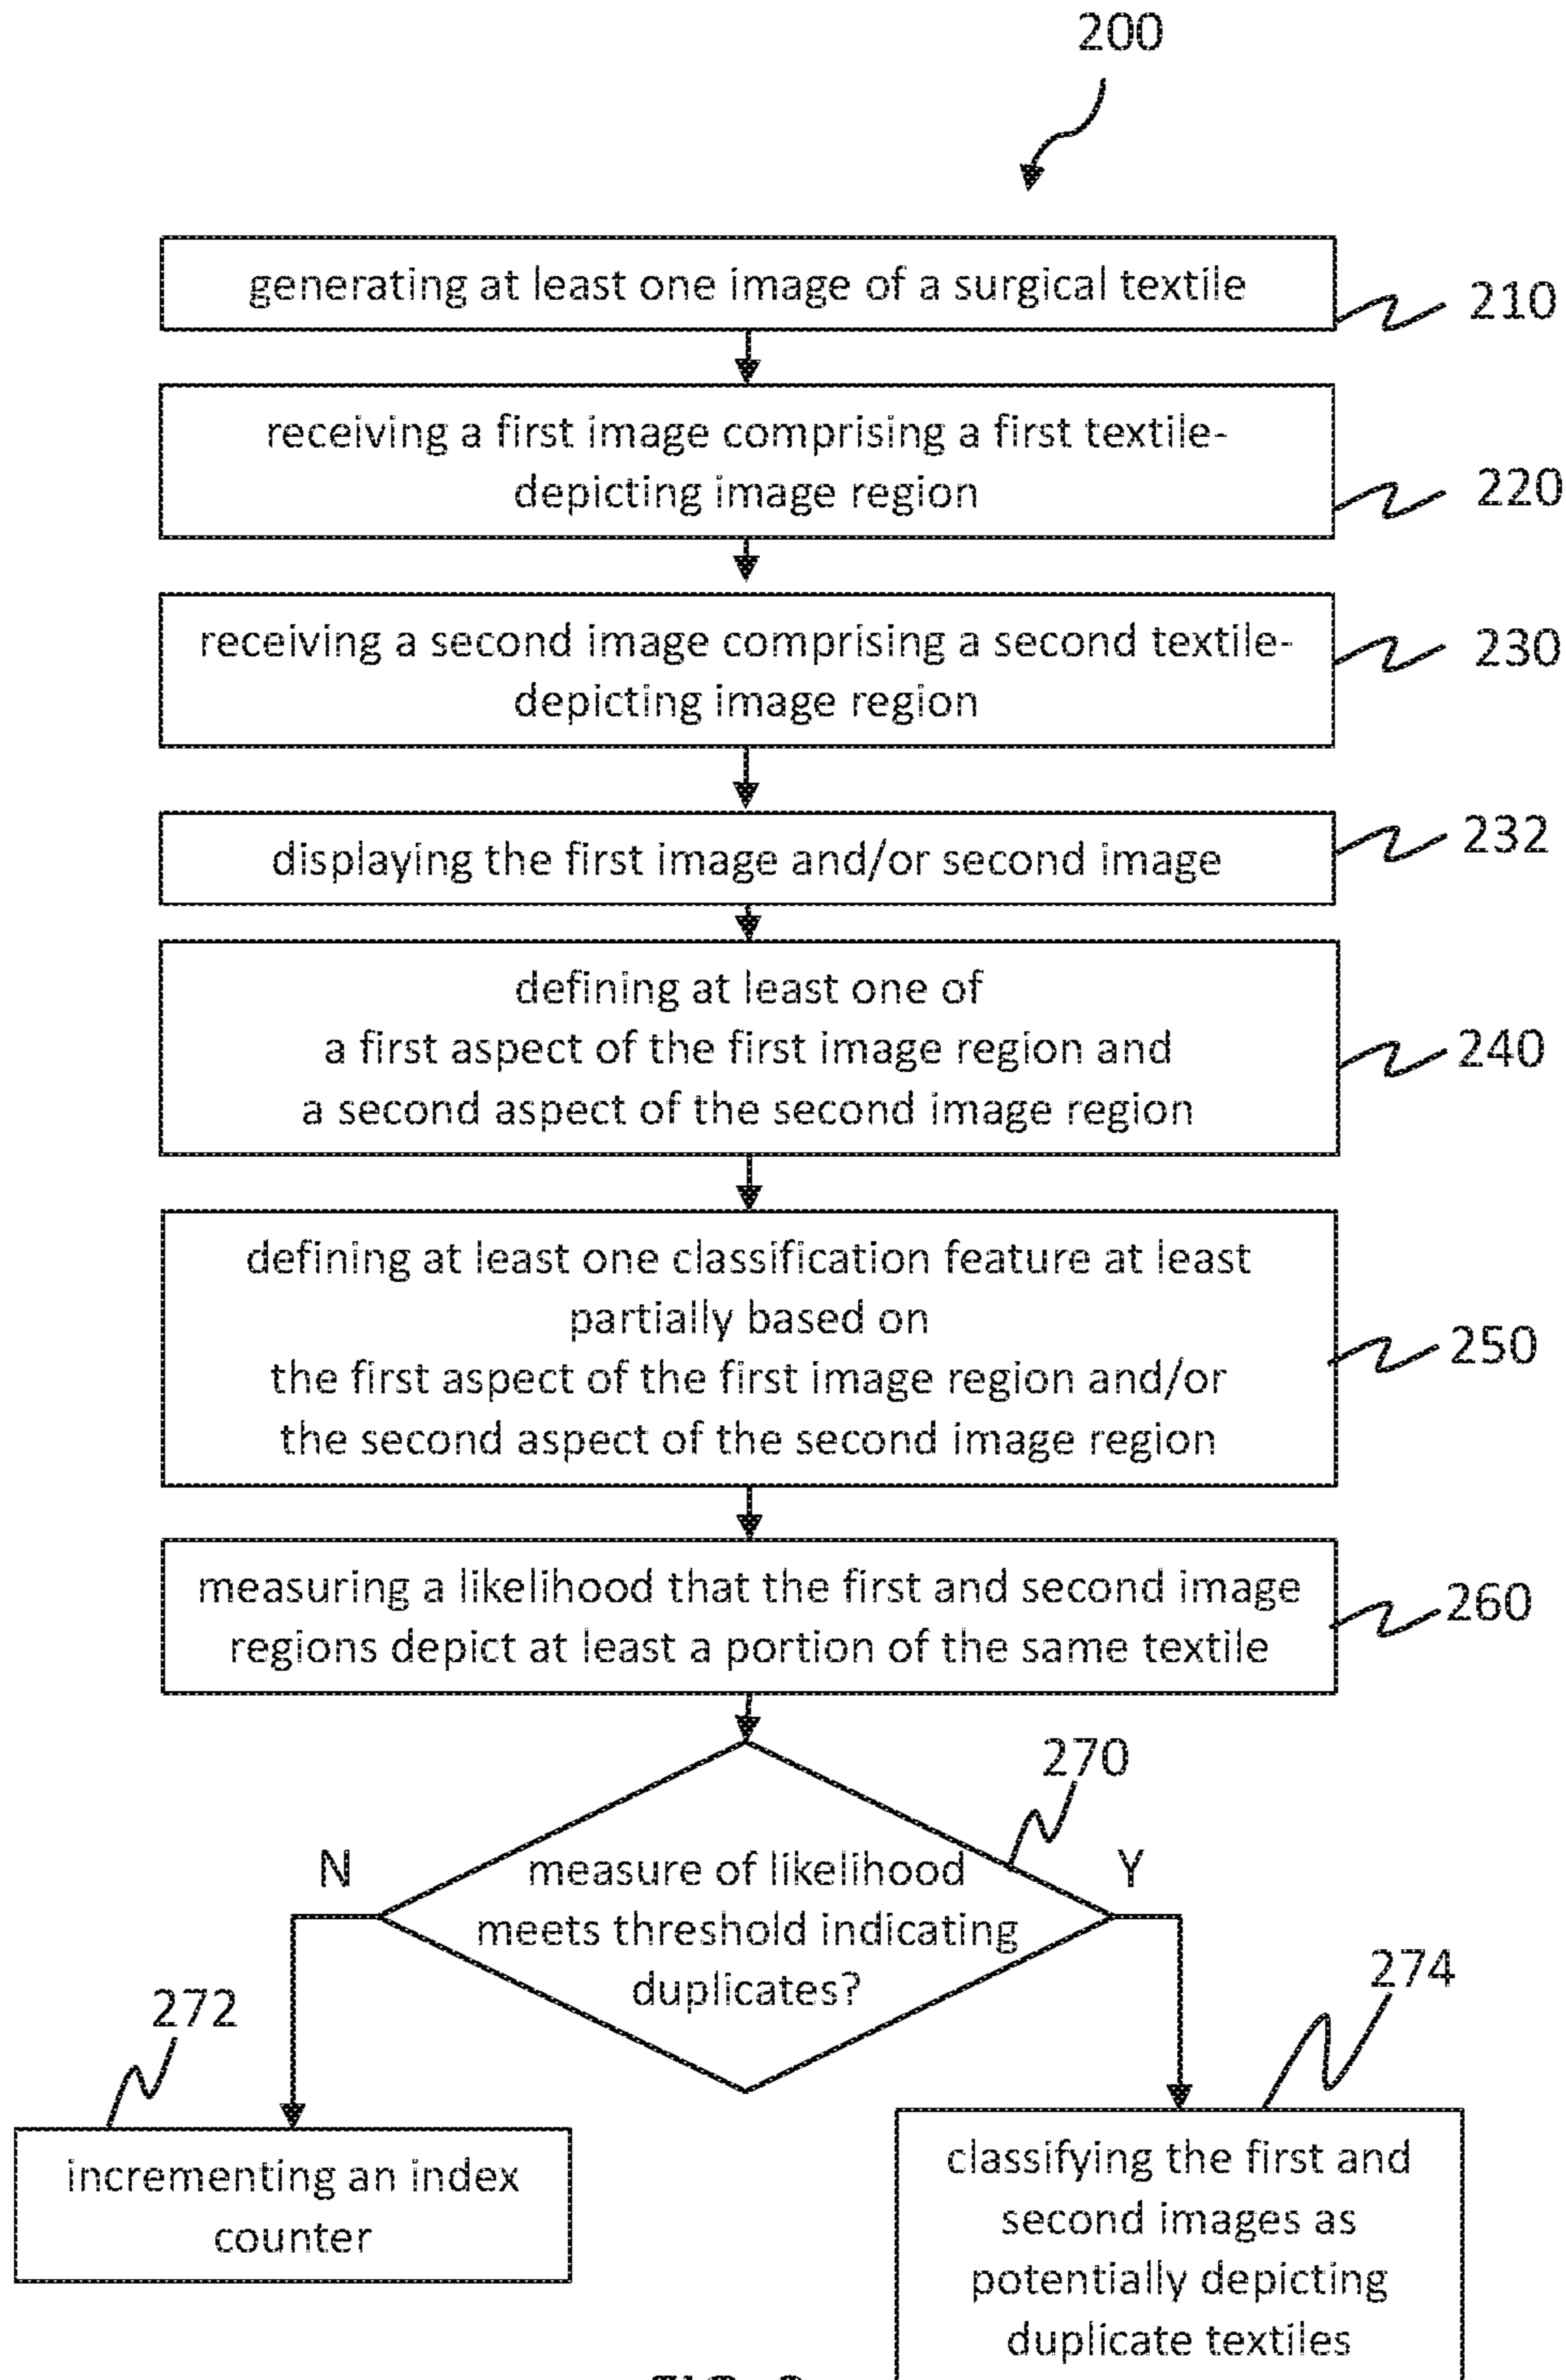 200
generating at least one image of a surgical textile
210
receiving a first image comprising a first textile-
depicting image region
220
receiving a second image comprising a second textile-
depicting image region
230
displaying the first image and/or second image
232
defining at least one of
a first aspect of the first image region and
a second aspect of the second image region
240
defining at least one classification feature at least
partially based on
the first aspect of the first image region and/or
the second aspect of the second image region
250
measuring a likelihood that the first and second image
regions depict at least a portion of the same textile
260
270
N
measure of likelihood
meets threshold indicating
duplicates?
Y
272
incrementing an index
counter
274
classifying the first and
second images as
potentially depicting
duplicate textiles